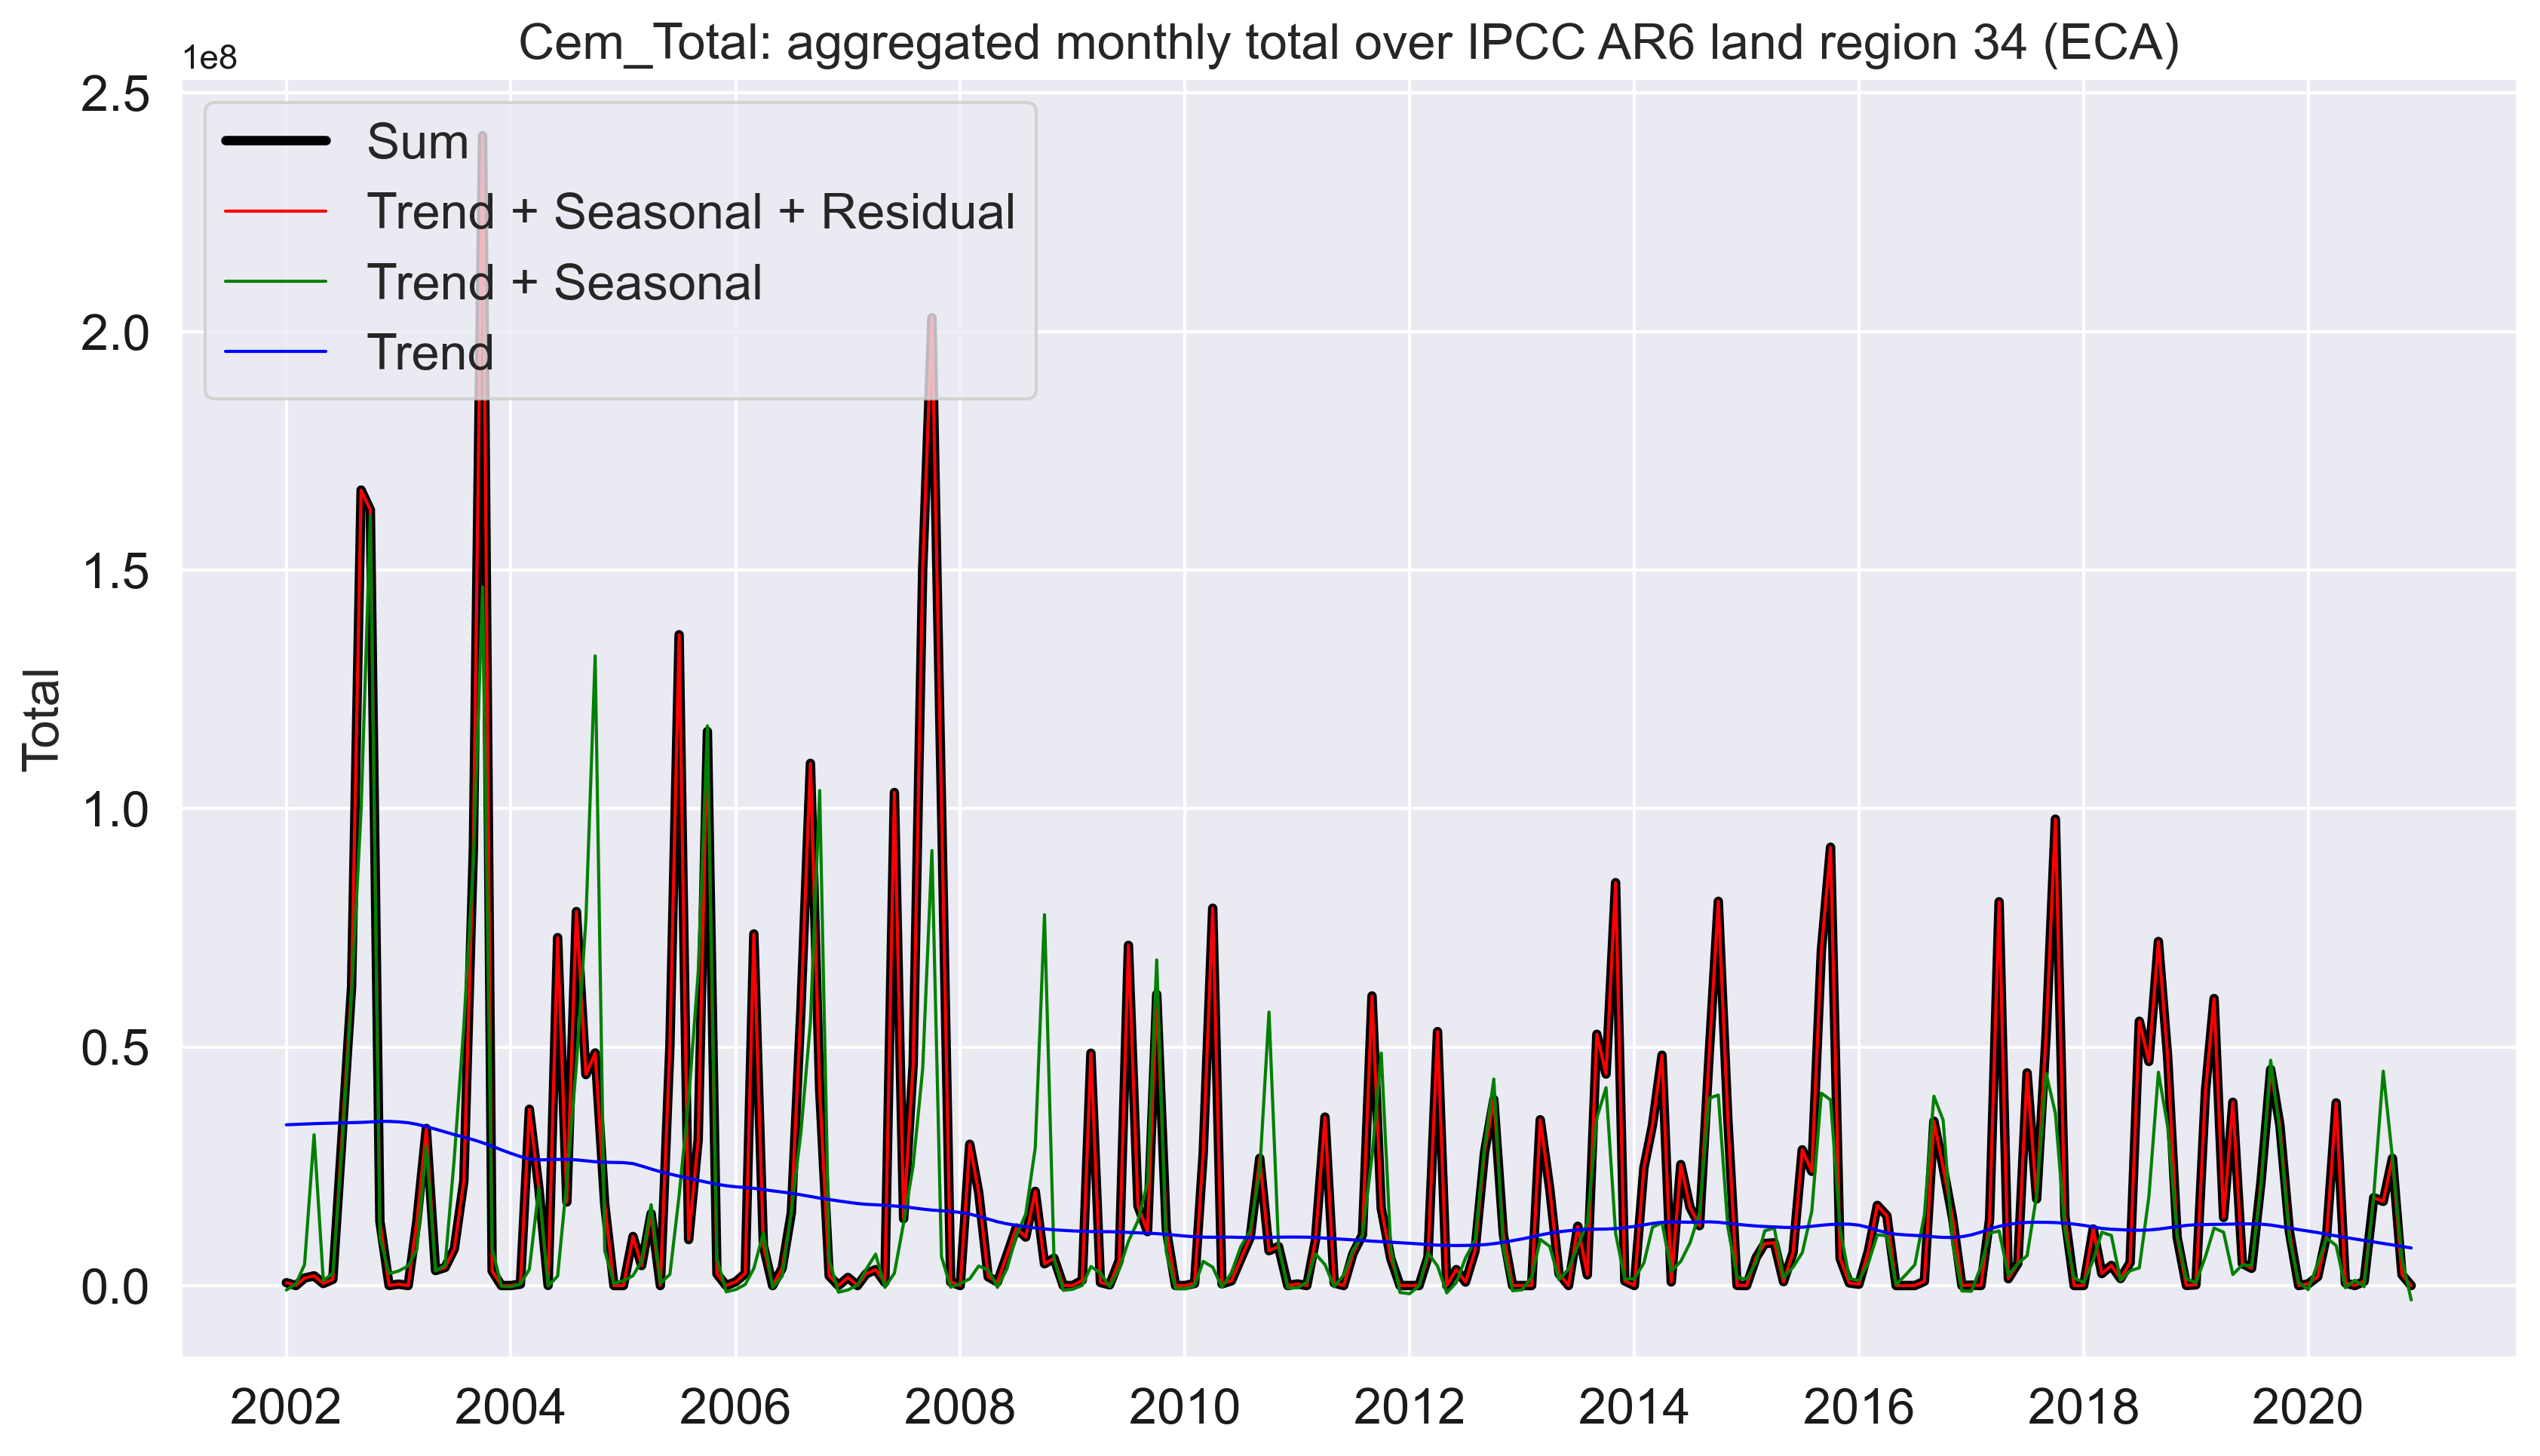 Cem_Total: aggregated monthly total over IPCC AR6 land region 34 (ECA)
1e8
2.5
2.0
1.5
1.0
0.5
0.0
Total
Sum
Trend + Seasonal + Residual
Trend + Seasonal
Trend
2002 2004 2006 2008 2010 2012 2014 2016 2018 2020